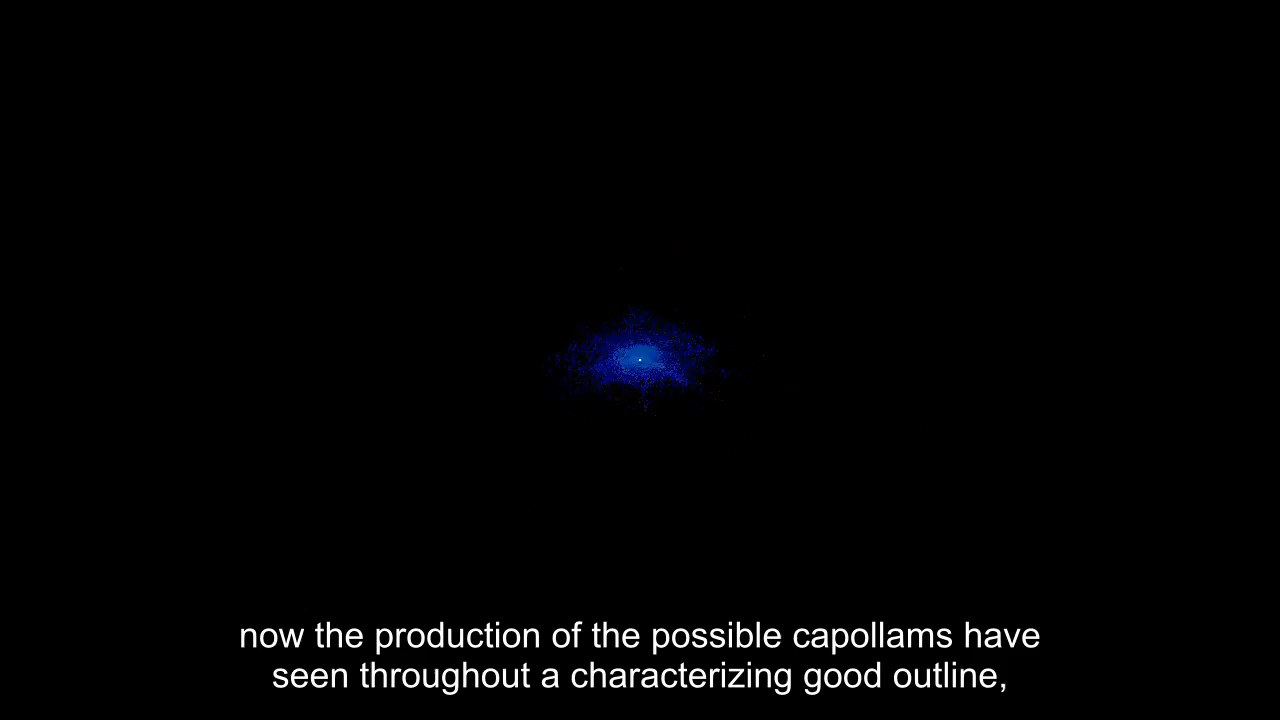 now the production of the possible capollams have
seen throughout a characterizing good outline,